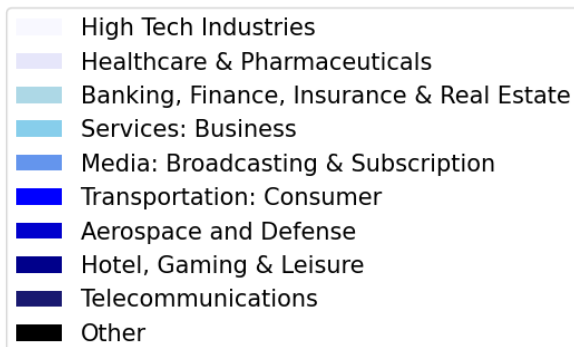 High Tech Industries
Healthcare & Pharmaceuticals
Banking, Finance, Insurance & Real Estate
Services: Business
Media: Broadcasting & Subscription
Transportation: Consumer
Aerospace and Defense
Hotel, Gaming & Leisure
Telecommunications
Other